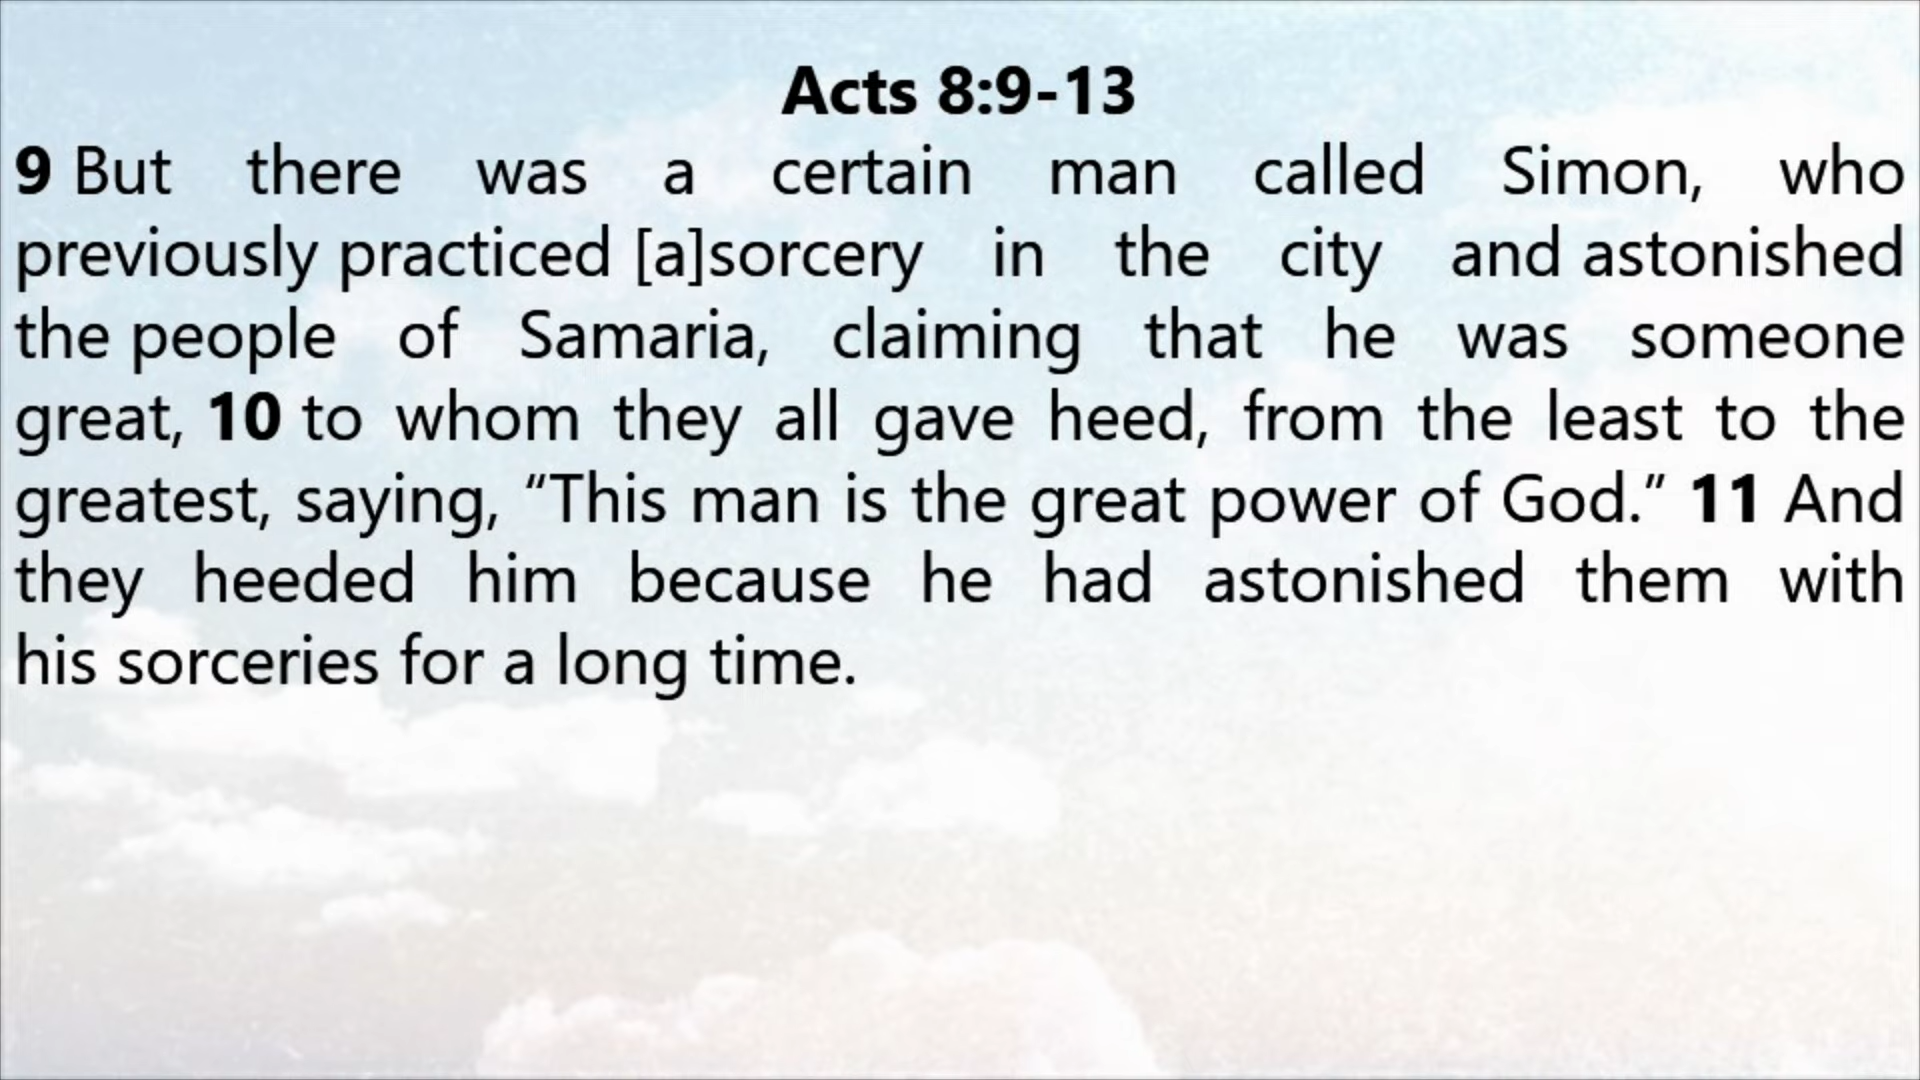 Acts 8:9-13
9 But there was a certain man called Simon, who
previously practiced [a]sorcery in the city and astonished
the people of Samaria, claiming that he was someone
great, 10 to whom they all gave heed, from the least to the
greatest, saying, “This man is the great power of God.” 11 And
they heeded him because he had astonished them with
his sorceries for a long time.